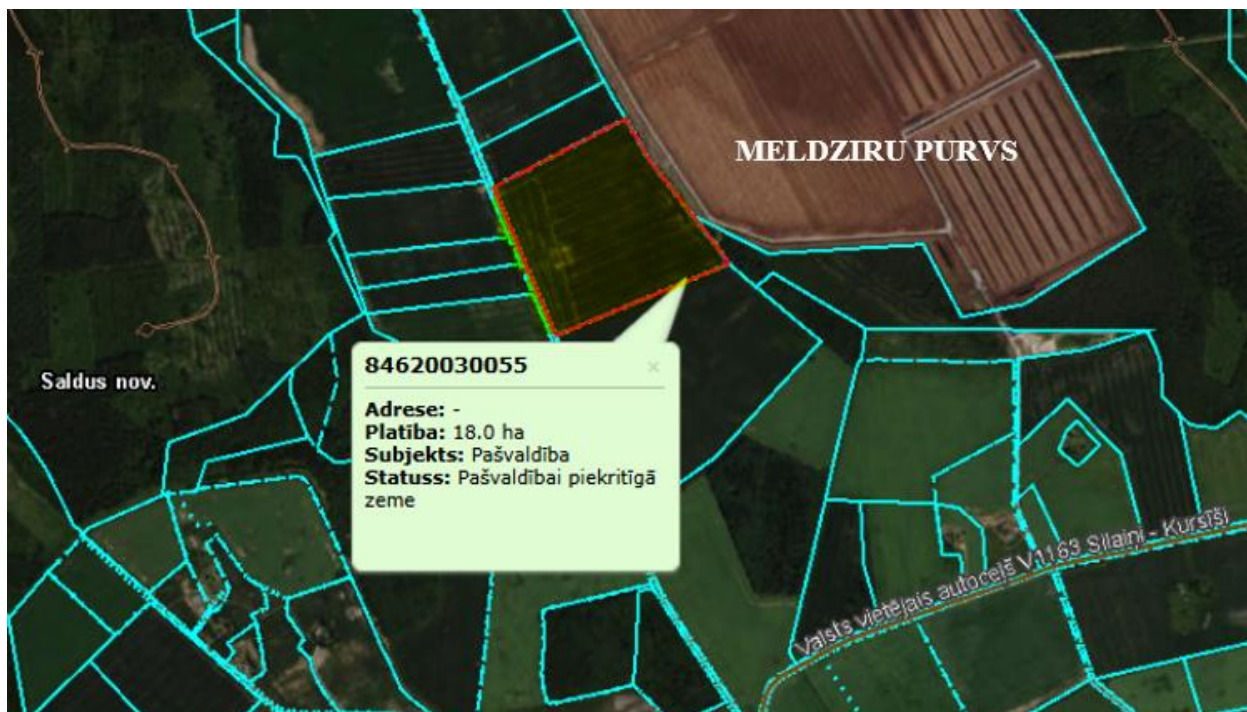 MELDZIRU PURVS
Saldus nov.
84620030055
×
Adrese: -
Platība: 18.0 ha
Subjekts: Pašvaldība
Statuss: Pašvaldībai piekritīgā
zeme
Valsts vietējais autoceļš V1163 Silaiņi - Kursīši